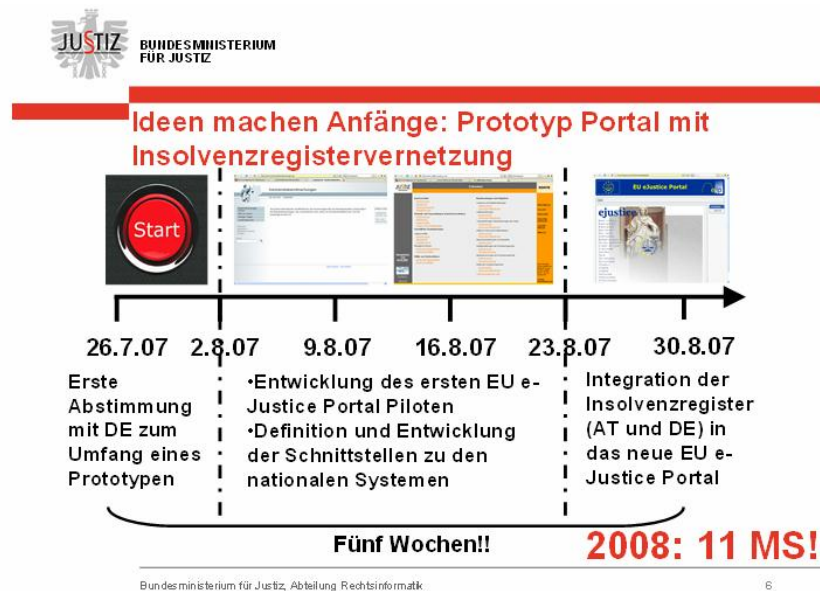 JUSTIZ
BUNDESMINISTERIUM
FÜR JUSTIZ
Ideen machen Anfänge: Prototyp Portal mit
Insolvenzregistervernetzung
Start
EU eJustice Portal
ejustice
26.7.07 2.8.07 9.8.07 16.8.07 23.8.07 30.8.07
Erste
Abstimmung
mit DE zum
Umfang eines
Prototypen
•Entwicklung des ersten EU e-
Justice Portal Piloten
•Definition und Entwicklung
der Schnittstellen zu den
nationalen Systemen
Integration der
Insolvenzregister
(AT und DE) in
das neue EU e-
Justice Portal
Fünf Wochen!!
2008: 11 MS!
Bundesministerium für Justiz, Abteilung Rechtsinformatik
6